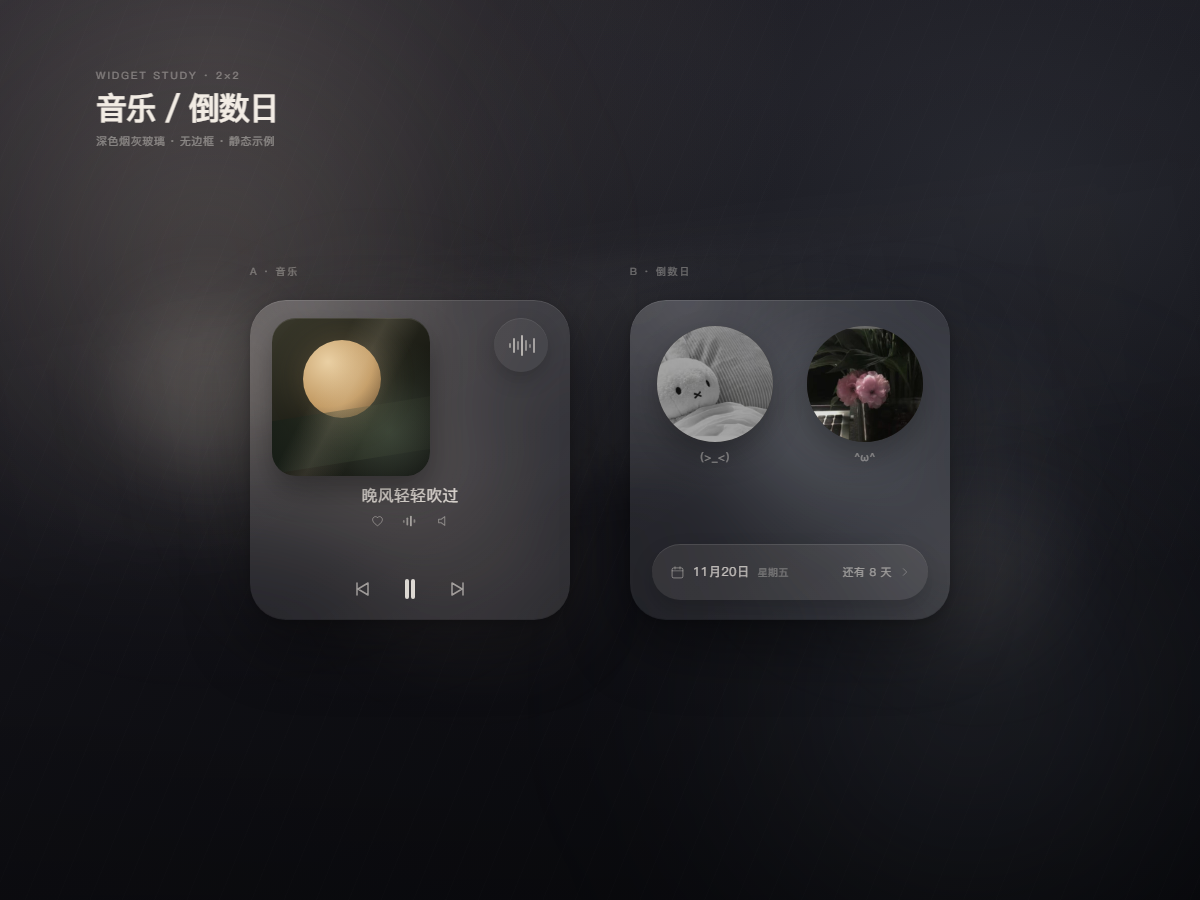 WIDGET STUDY · 2×2
音乐 / 倒数日
深色烟灰玻璃 · 无边框 · 静态示例
A · 音乐
B · 倒数日
晚风轻轻吹过
(>_<)
^ω^
11月20日 星期五 还有 8 天